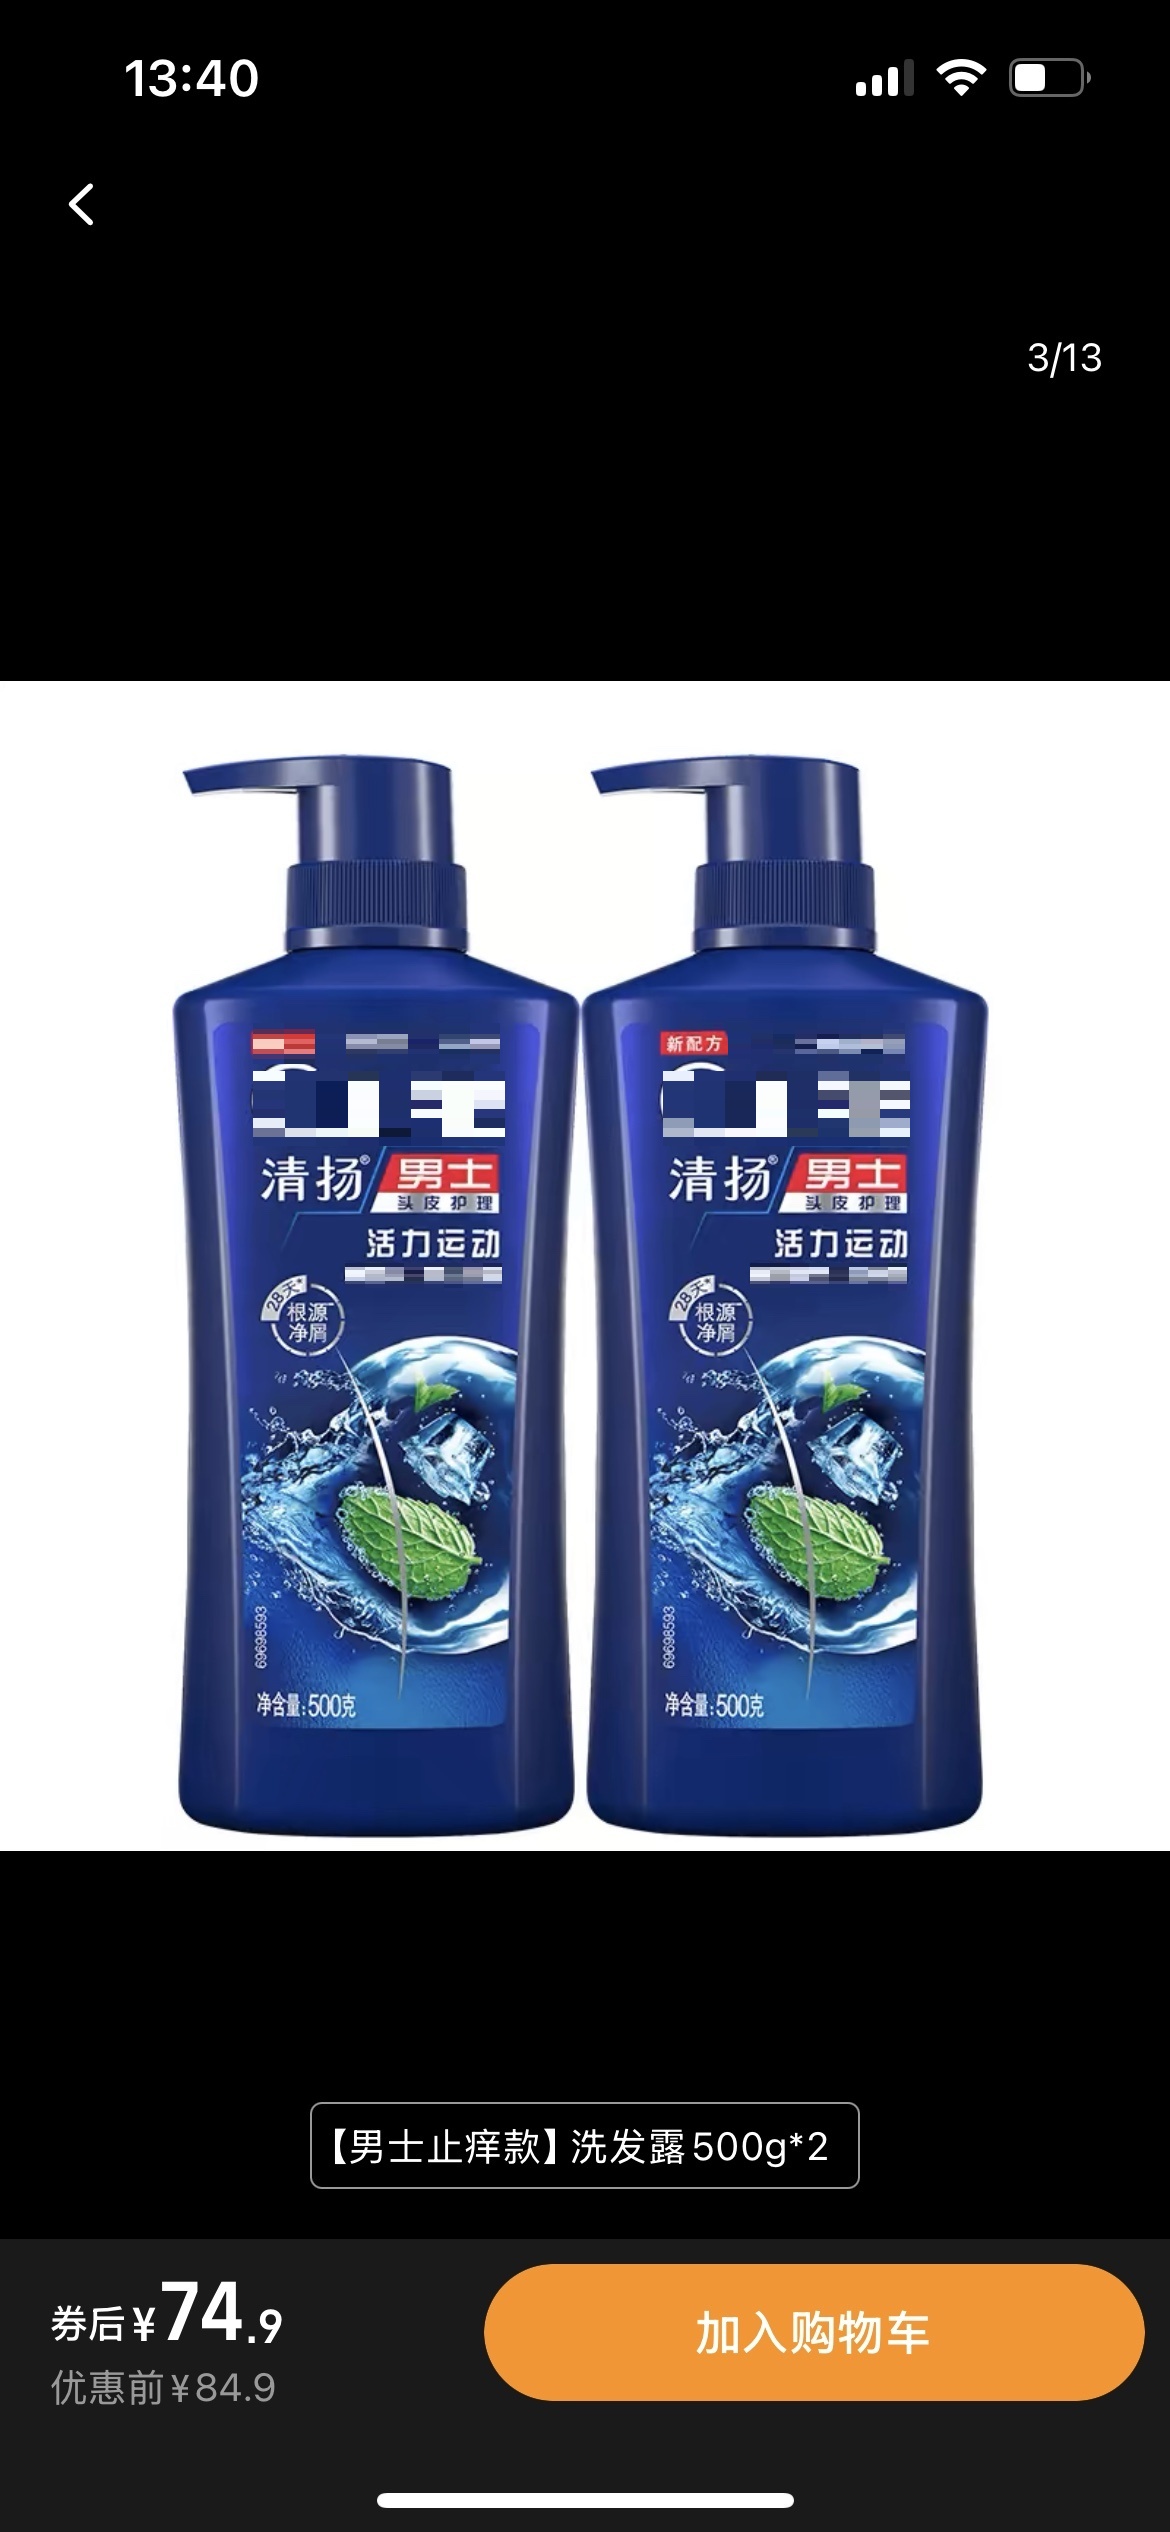 13:40
3/13
清扬®男士
头皮护理
活力运动
28天
根源
净屑
69698593
净含量:500克
新配方
清扬®男士
头皮护理
活力运动
28天
根源
净屑
69698593
净含量:500克
【男士止痒款】洗发露500g*2
券后¥74.9
优惠前¥84.9
加入购物车